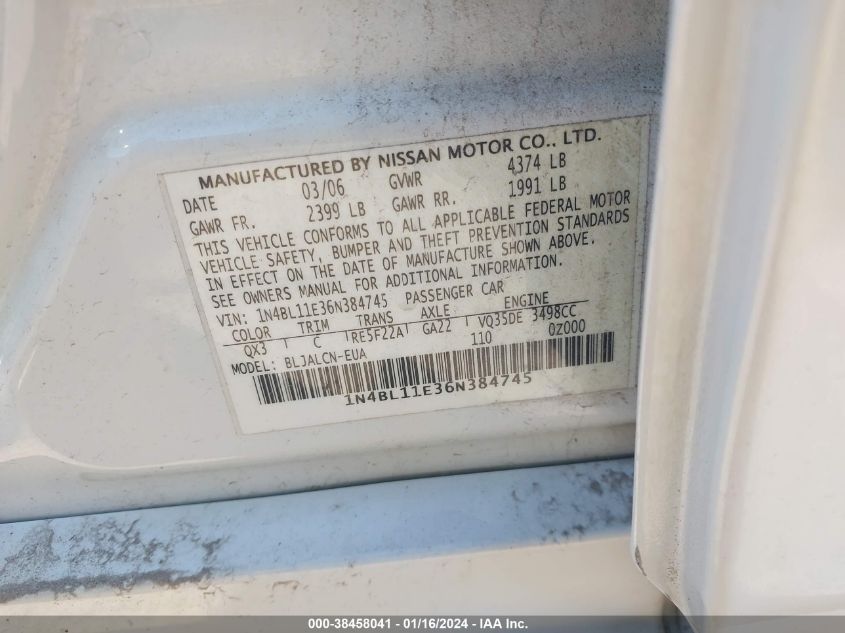 MANUFACTURED BY NISSAN MOTOR CO., LTD.
DATE 03/06 GVWR 4374 LB
GAWR FR. 2399 LB GAWR RR. 1991 LB
THIS VEHICLE CONFORMS TO ALL APPLICABLE FEDERAL MOTOR
VEHICLE SAFETY, BUMPER AND THEFT PREVENTION STANDARDS
IN EFFECT ON THE DATE OF MANUFACTURE SHOWN ABOVE.
SEE OWNERS MANUAL FOR ADDITIONAL INFORMATION.
VIN: 1N4BL11E36N384745 PASSENGER CAR
COLOR TRIM TRANS AXLE ENGINE
QX3 C RE5F22A GA22 VQ35DE 3498CC
MODEL: BLJALCN-EUA 110 0Z000
1N4BL11E36N384745
000-38458041 - 01/16/2024 - IAA Inc.